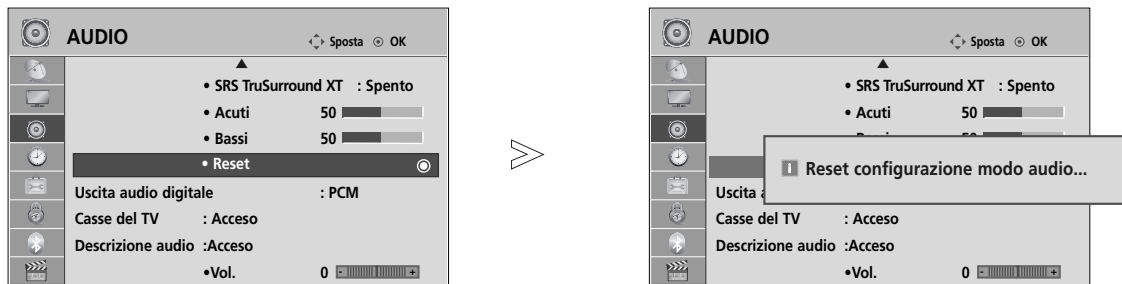 AUDIO
Sposta OK
• SRS TruSurround XT : Spento
• Acuti 50
• Bassi 50
• Reset
Uscita audio digitale : PCM
Casse del TV : Acceso
Descrizione audio :Acceso
•Vol. 0 - +
AUDIO
Sposta OK
• SRS TruSurround XT : Spento
• Acuti 50
i Reset configurazione modo audio...
Uscita
Casse del TV : Acceso
Descrizione audio :Acceso
•Vol. 0 - +